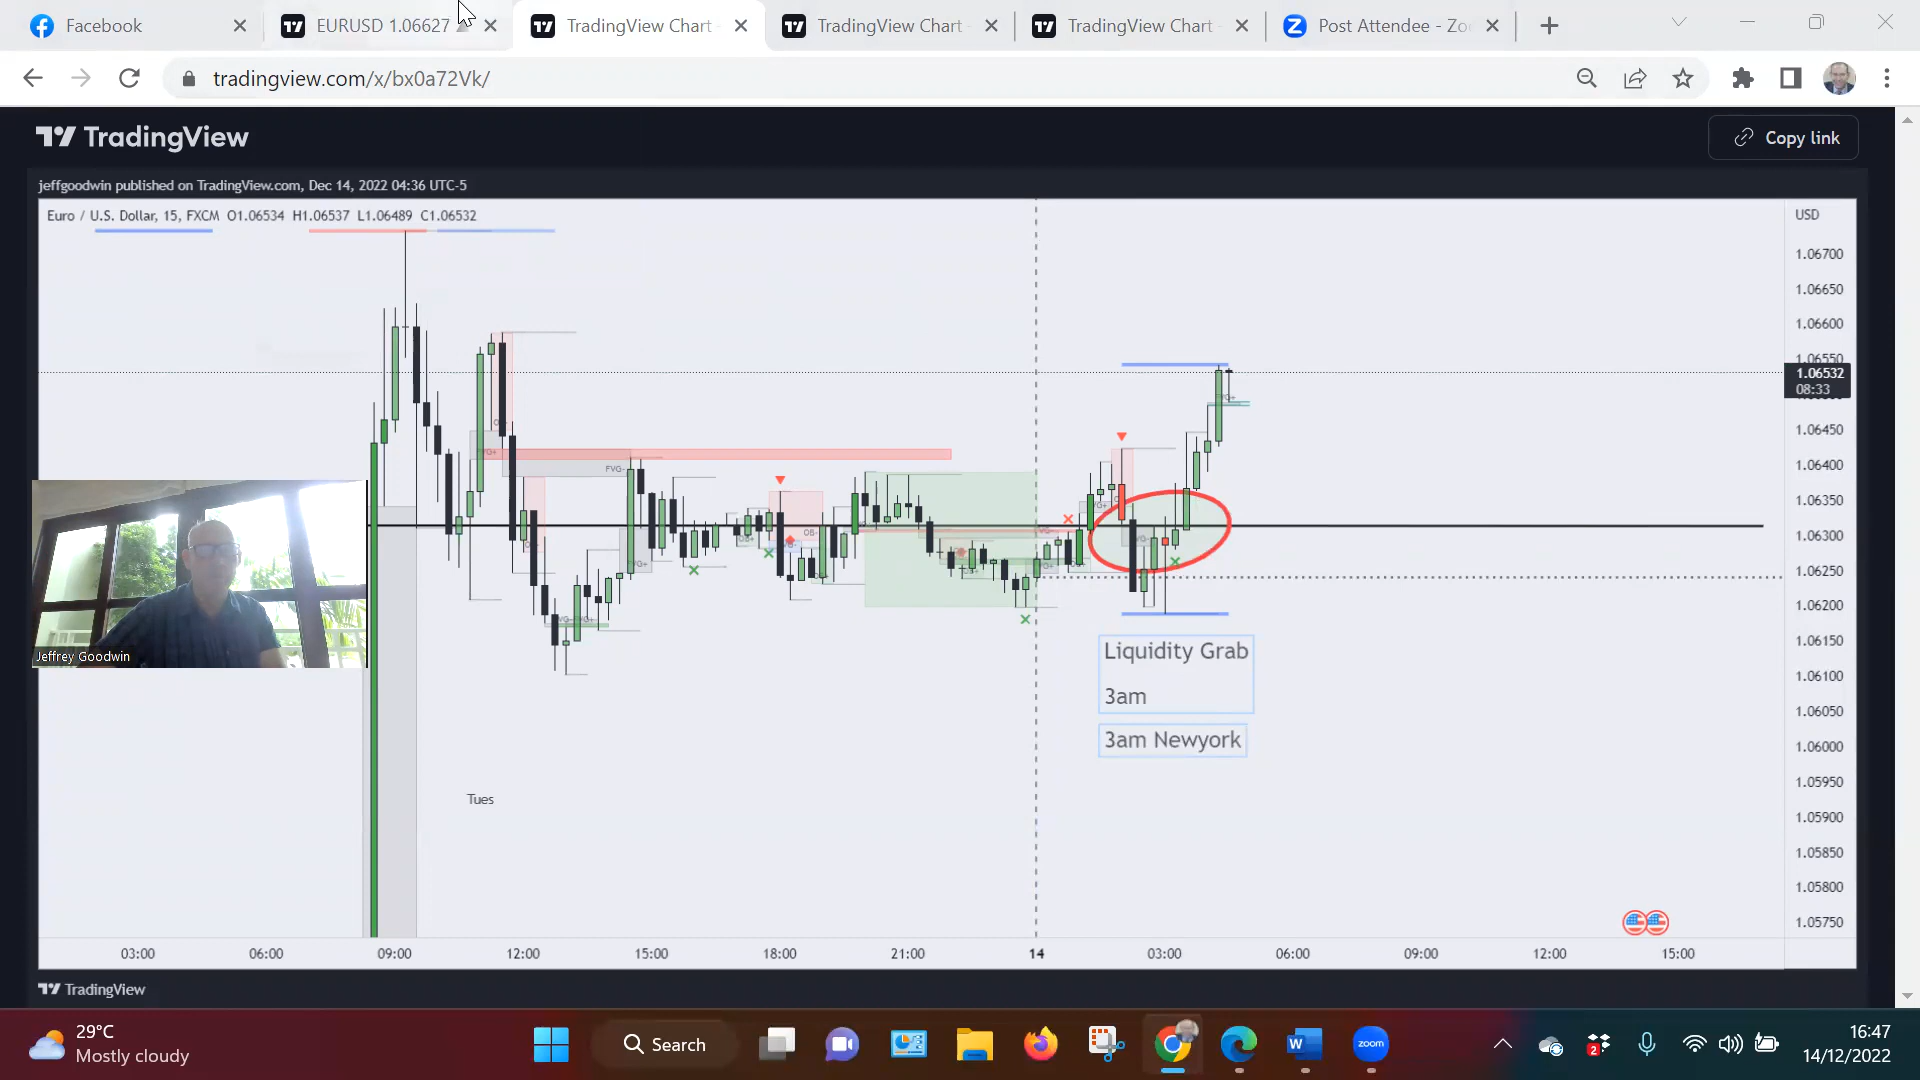 Facebook
EURUSD 1.06627
TradingView Chart
TradingView Chart
TradingView Chart
Post Attendee - Zo
tradingview.com/x/bx0a72Vk/
TradingView
Copy link
jeffgoodwin published on TradingView.com, Dec 14, 2022 04:36 UTC-5
Euro / U.S. Dollar, 15, FXCM O1.06534 H1.06537 L1.06489 C1.06532
USD
1.06700
1.06650
1.06600
1.06550
1.06532
08:33
1.06450
1.06400
1.06350
1.06300
1.06250
1.06200
1.06150
1.06100
1.06050
1.06000
1.05950
1.05900
1.05850
1.05800
1.05750
FVG-
OB-
Jeffrey Goodwin
Liquidity Grab
3am
3am Newyork
Tues
03:00 06:00 09:00 12:00 15:00 18:00 21:00 14 03:00 06:00 09:00 12:00 15:00
TradingView
29°C
Mostly cloudy
Search
zoom
2
16:47
14/12/2022